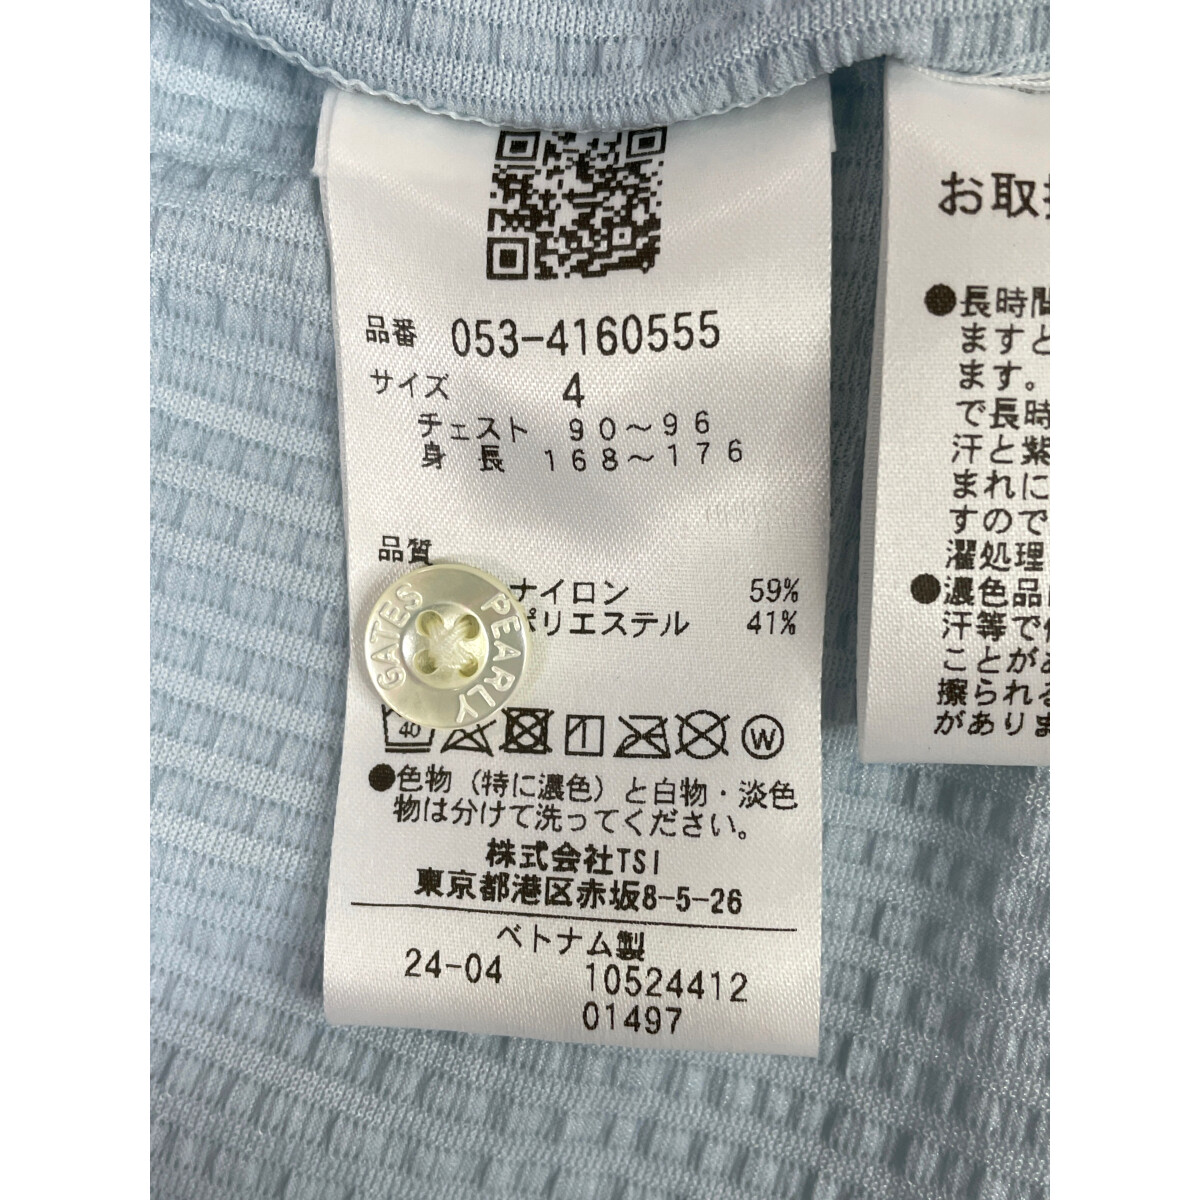 品番 053-4160555
サイズ 4
チェスト 90~96
身 長 168~176
品質
ナイロン 59%
ポリエステル 41%
PEARLY GATES
40
W
●色物(特に濃色)と白物・淡色
物は分けて洗ってください。
株式会社TSI
東京都港区赤坂8-5-26
ベトナム製
24-04 10524412
01497
お取扱
●長時間
ますと
ます。
で長時
汗と紫
まれに
すので
濯処理
●濃色品
汗等で
ことがあ
擦られる
がありま